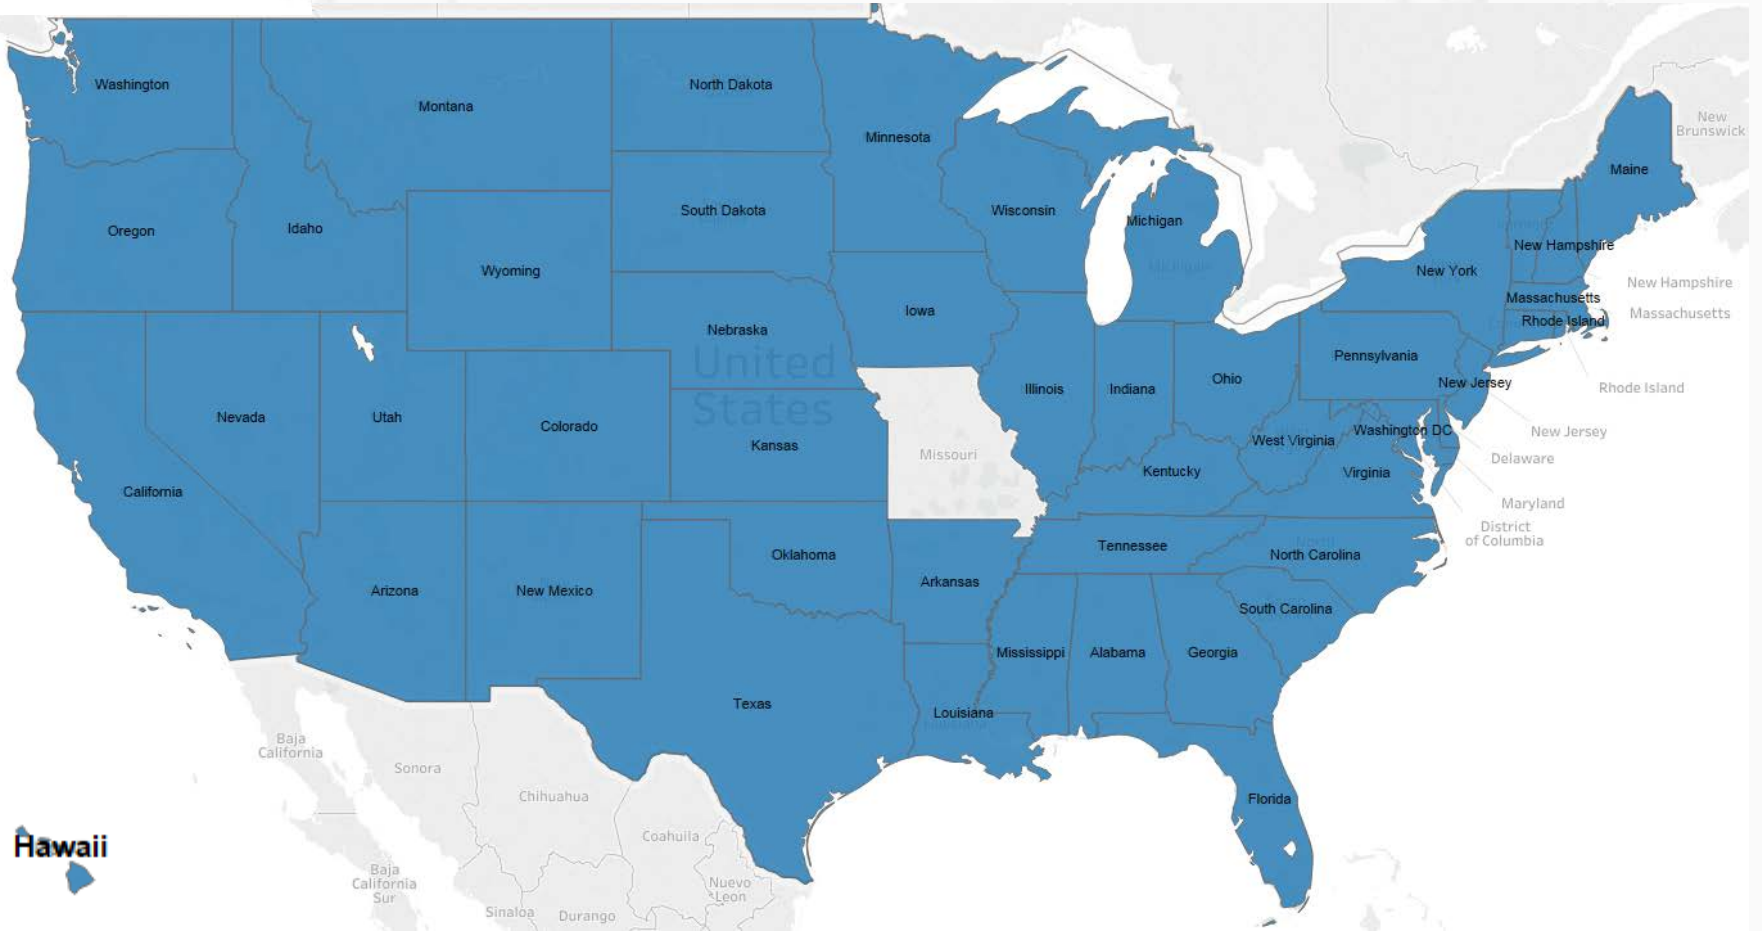 New
Brunswick
Washington
Montana
North Dakota
Minnesota
Maine
Oregon
Idaho
South Dakota
Wisconsin
Michigan
Michigan
New Hampshire
Wyoming
New York
New Hampshire
Massachusetts
Massachusetts
Iowa
Rhode Island
Nebraska
United
States
Pennsylvania
Rhode Island
New Jersey
Ohio
Illinois
Indiana
Nevada
Utah
Colorado
Kansas
Missouri
West Virginia
Washington DC
New Jersey
Delaware
Kentucky
Virginia
California
Maryland
District
of Columbia
Oklahoma
Tennessee
North
North Carolina
Arizona
New Mexico
Arkansas
South Carolina
Mississippi
Alabama
Georgia
Texas
Louisiana
Baja
California
Sonora
Chihuahua
Florida
Coahuila
Hawaii
Baja
California
Sur
Nuevo
Leon
Sinaloa
Durango